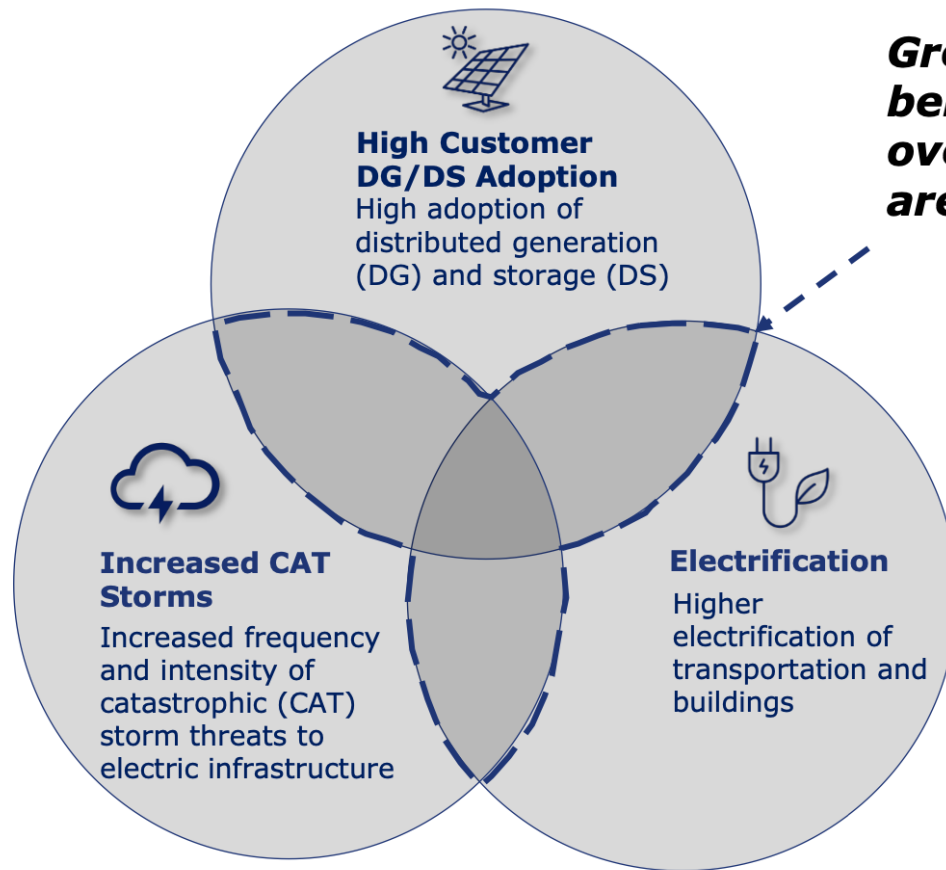 High Customer
DG/DS Adoption
High adoption of
distributed generation
(DG) and storage (DS)
Increased CAT
Storms
Increased frequency
and intensity of
catastrophic (CAT)
storm threats to
electric infrastructure
Electrification
Higher
electrification of
transportation and
buildings